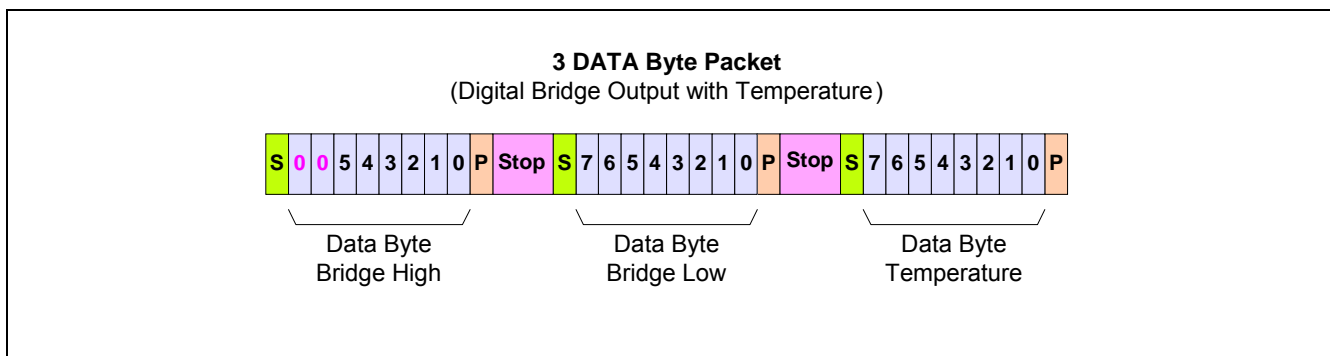 3 DATA Byte Packet
(Digital Bridge Output with Temperature)
S 0 0 5 4 3 2 1 0 P Stop S 7 6 5 4 3 2 1 0 P Stop S 7 6 5 4 3 2 1 0 P
Data Byte Data Byte Data Byte
Bridge High Bridge Low Temperature